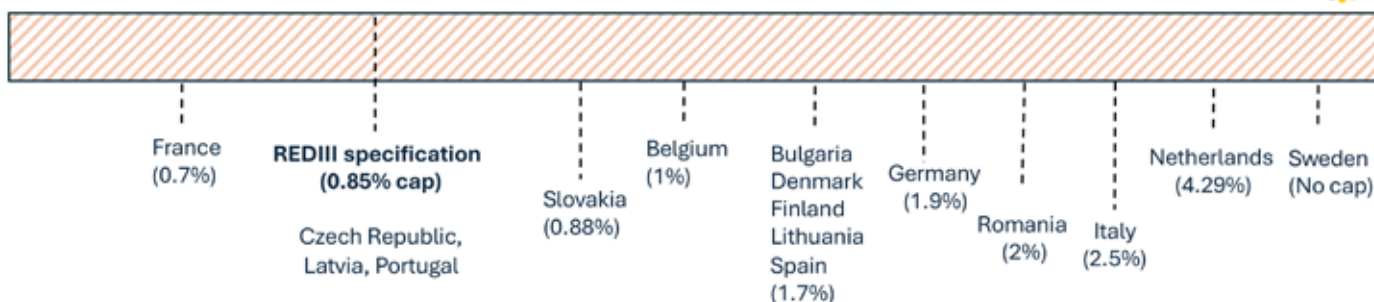 France
(0.7%)
REDIII specification
(0.85% cap)
Czech Republic,
Latvia, Portugal
Slovakia
(0.88%)
Belgium
(1%)
Bulgaria
Denmark
Finland
Lithuania
Spain
(1.7%)
Germany
(1.9%)
Romania
(2%)
Italy
(2.5%)
Netherlands
(4.29%)
Sweden
(No cap)